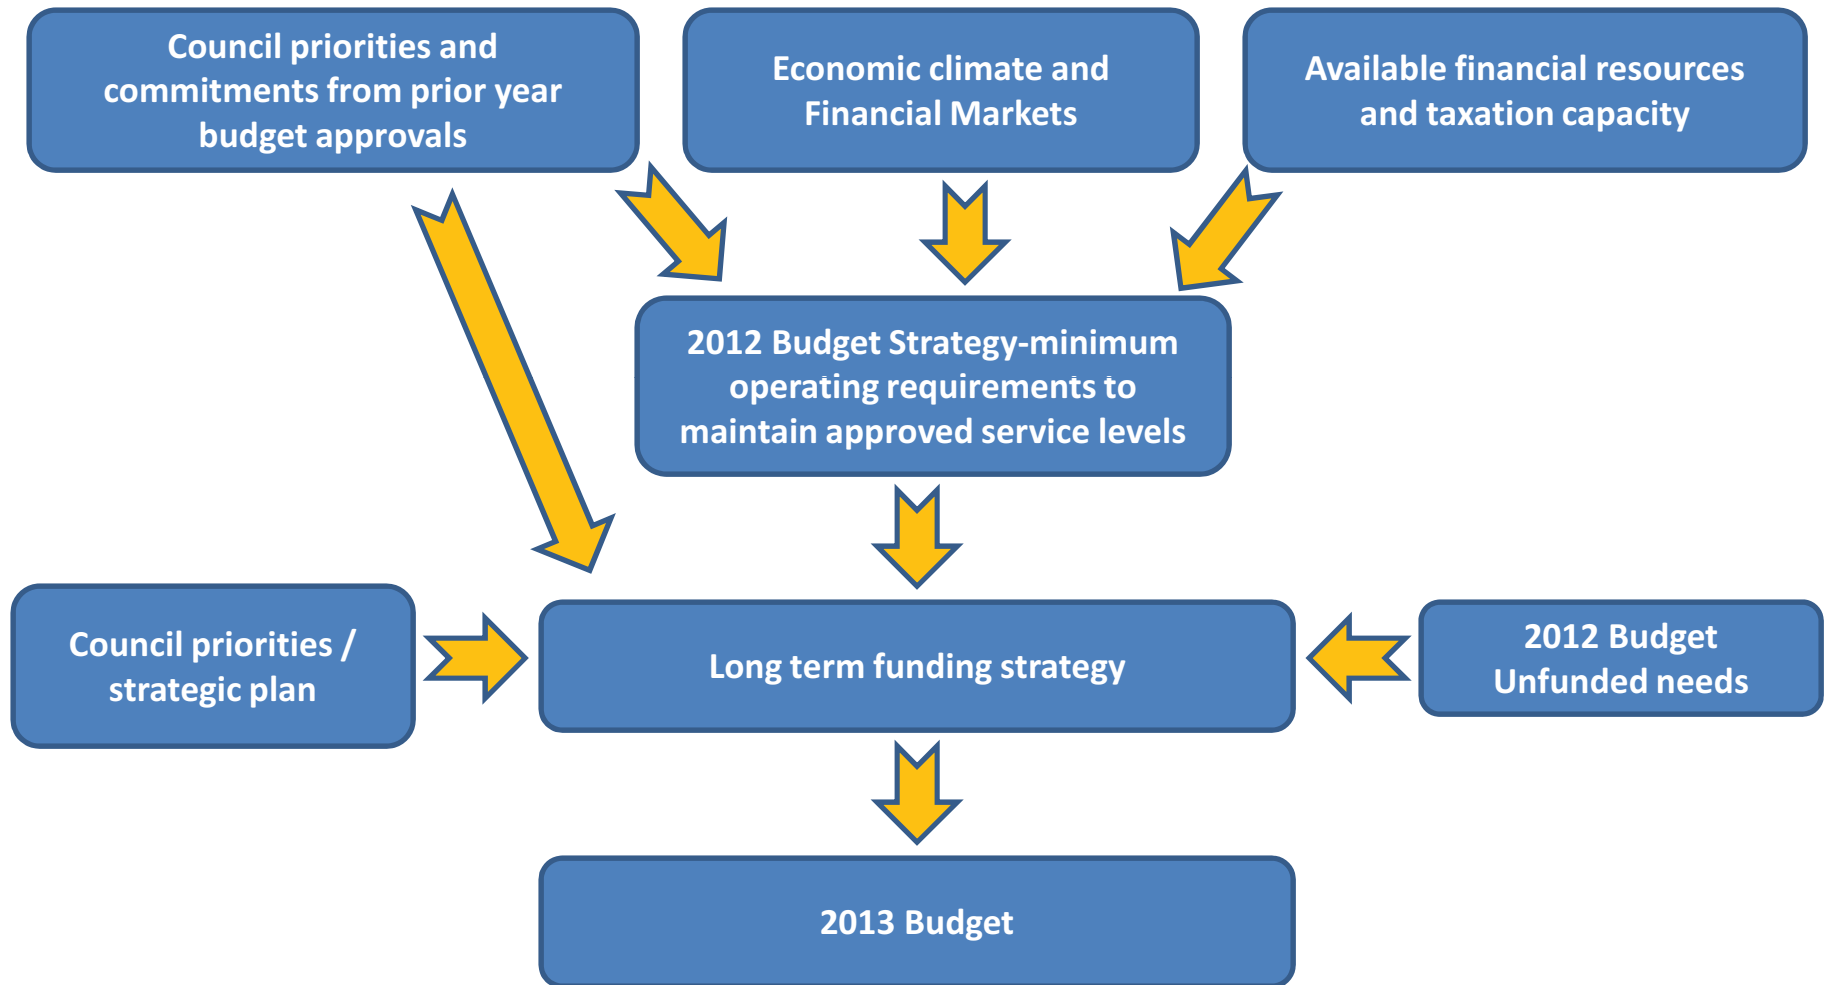 Council priorities and
commitments from prior year
budget approvals
Economic climate and
Financial Markets
Available financial resources
and taxation capacity
2012 Budget Strategy-minimum
operating requirements to
maintain approved service levels
Council priorities /
strategic plan
Long term funding strategy
2012 Budget
Unfunded needs
2013 Budget